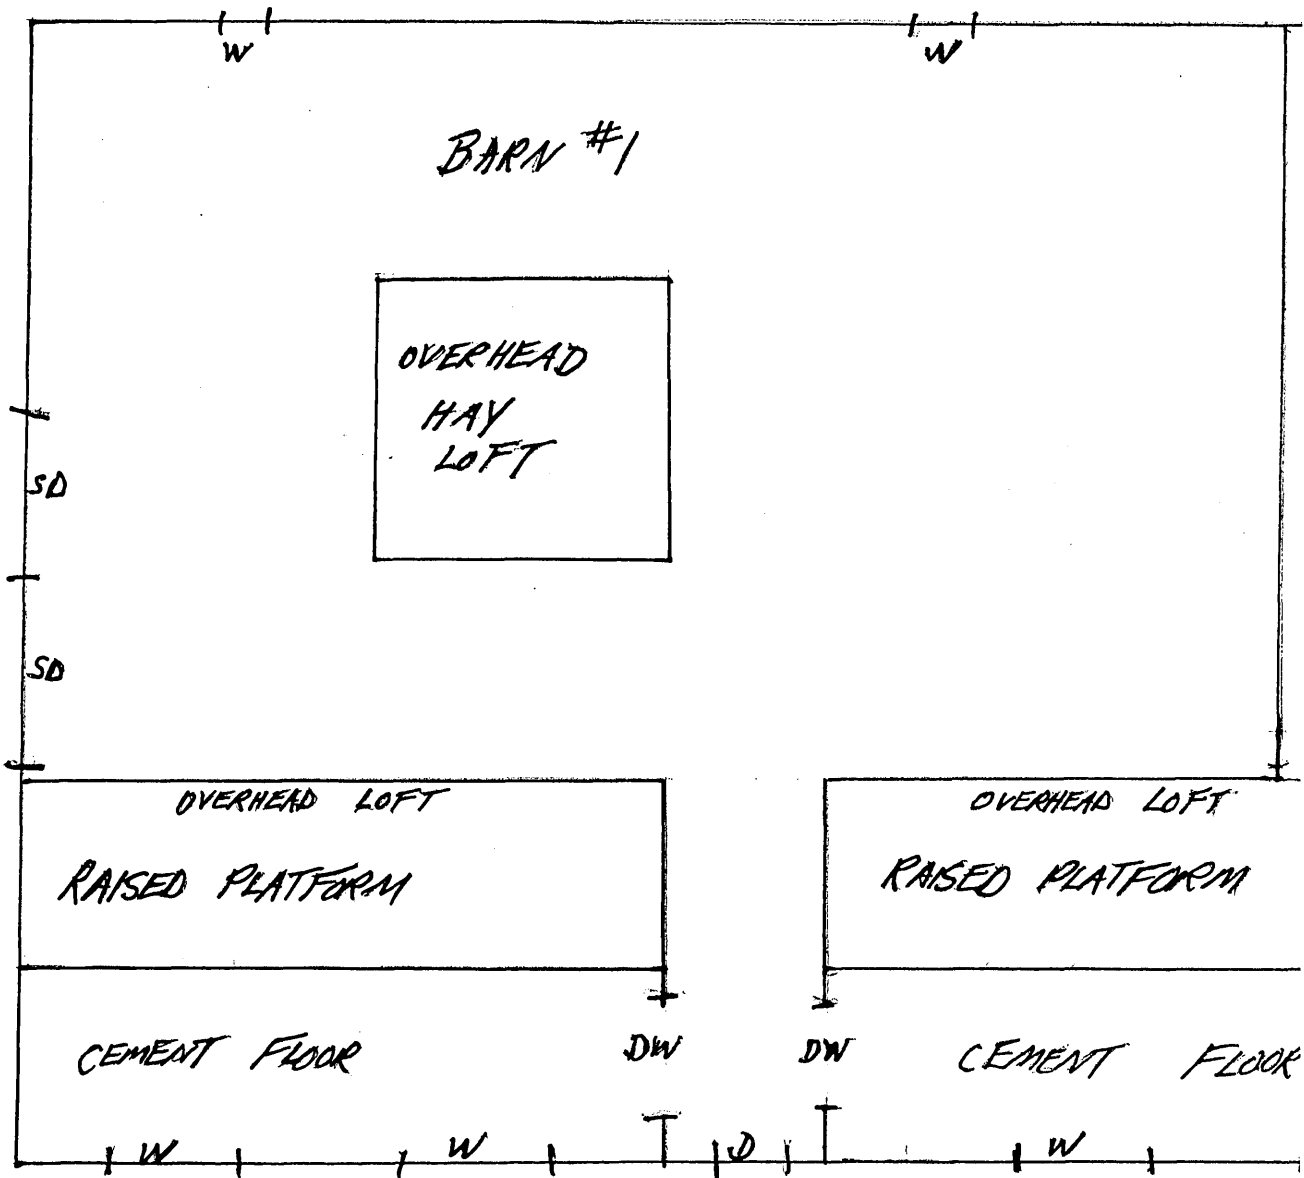 W W
BARN #1
OVERHEAD
HAY
LOFT
SD
SD
OVERHEAD LOFT OVERHEAD LOFT
RAISED PLATFORM RAISED PLATFORM
CEMENT FLOOR DW DW CEMENT FLOOR
W W D W